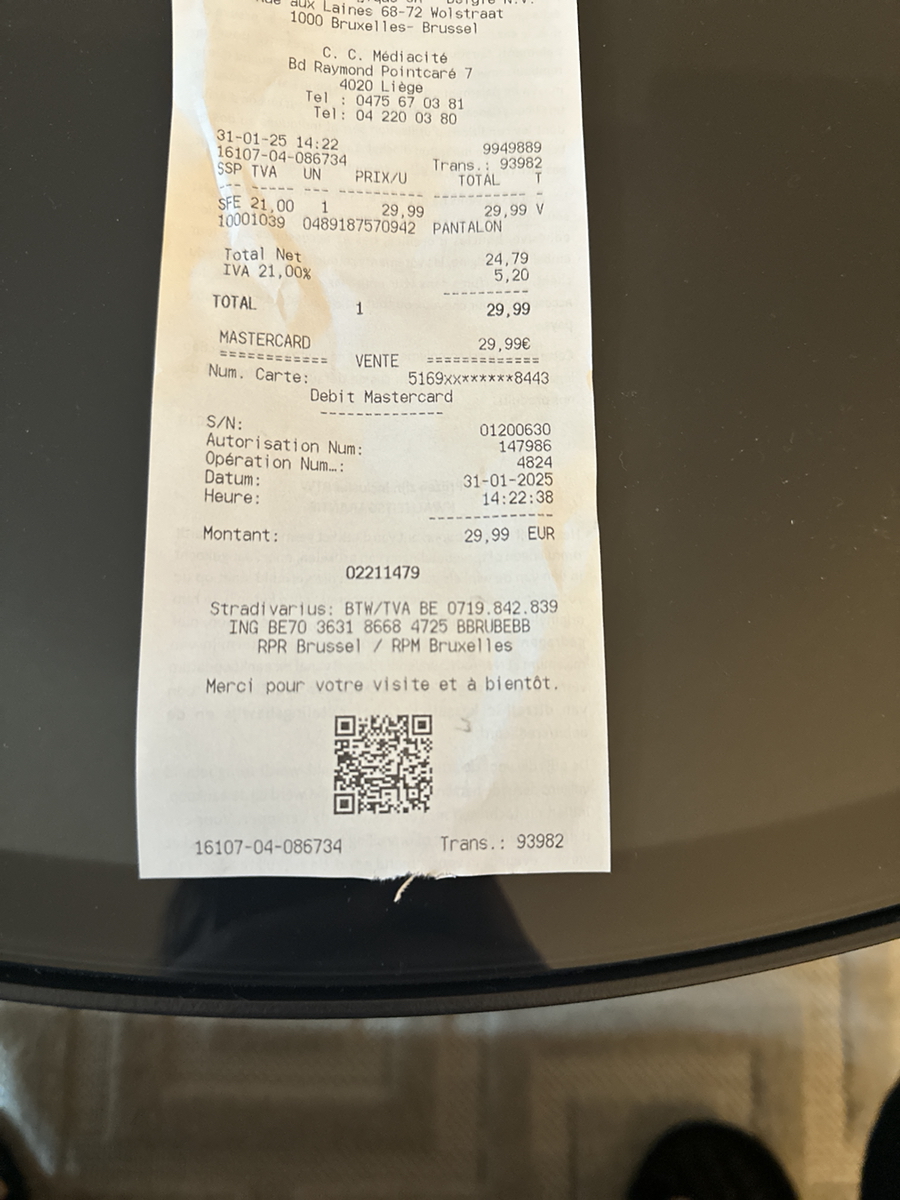 aux Laines 68-72 Wolstraat
1000 Bruxelles- Brussel
C. C. Médiacité
Bd Raymond Pointcaré 7
4020 Liège
Tel : 0475 67 03 81
Tel: 04 220 03 80
31-01-25 14:22 9949889
16107-04-086734 Trans.: 93982
SSP TVA UN PRIX/U TOTAL T
--- ----- --- ---------- ----------- -
SFE 21,00 1 29,99 29,99 V
10001039 0489187570942 PANTALON
Total Net 24,79
IVA 21,00% 5,20
----------
TOTAL 1 29,99
MASTERCARD 29,99€
============ VENTE =============
Num. Carte: 5169xx******8443
Debit Mastercard
--------------
S/N: 01200630
Autorisation Num: 147986
Opération Num…: 4824
Datum: 31-01-2025
Heure: 14:22:38
--------------
Montant: 29,99 EUR
02211479
Stradivarius: BTW/TVA BE 0719.842.839
ING BE70 3631 8668 4725 BBRUBEBB
RPR Brussel / RPM Bruxelles
Merci pour votre visite et à bientôt.
16107-04-086734 Trans.: 93982